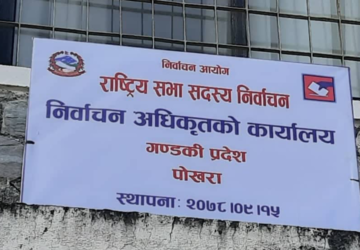 निर्वाचन आयोग
राष्ट्रिय सभा सदस्य निर्वाचन
निर्वाचन अधिकृतको कार्यालय
गण्डकी प्रदेश
पोखरा
स्थापनाः २०७८।०९।१५